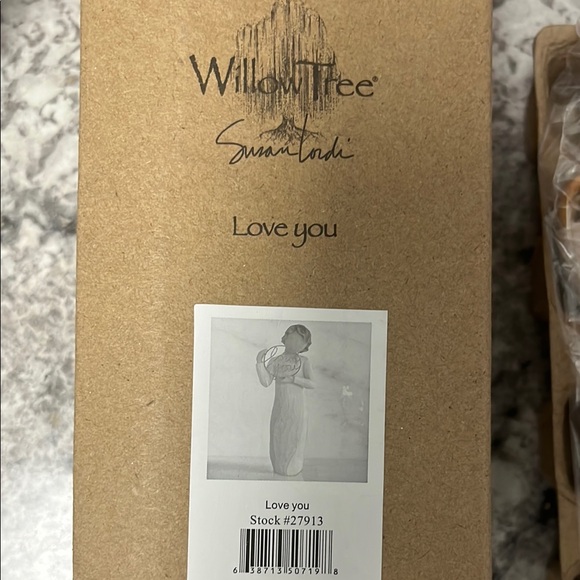 Willow Tree®
Susan Lordi
Love you
Love you
Stock #27913
6 38713 50719 8